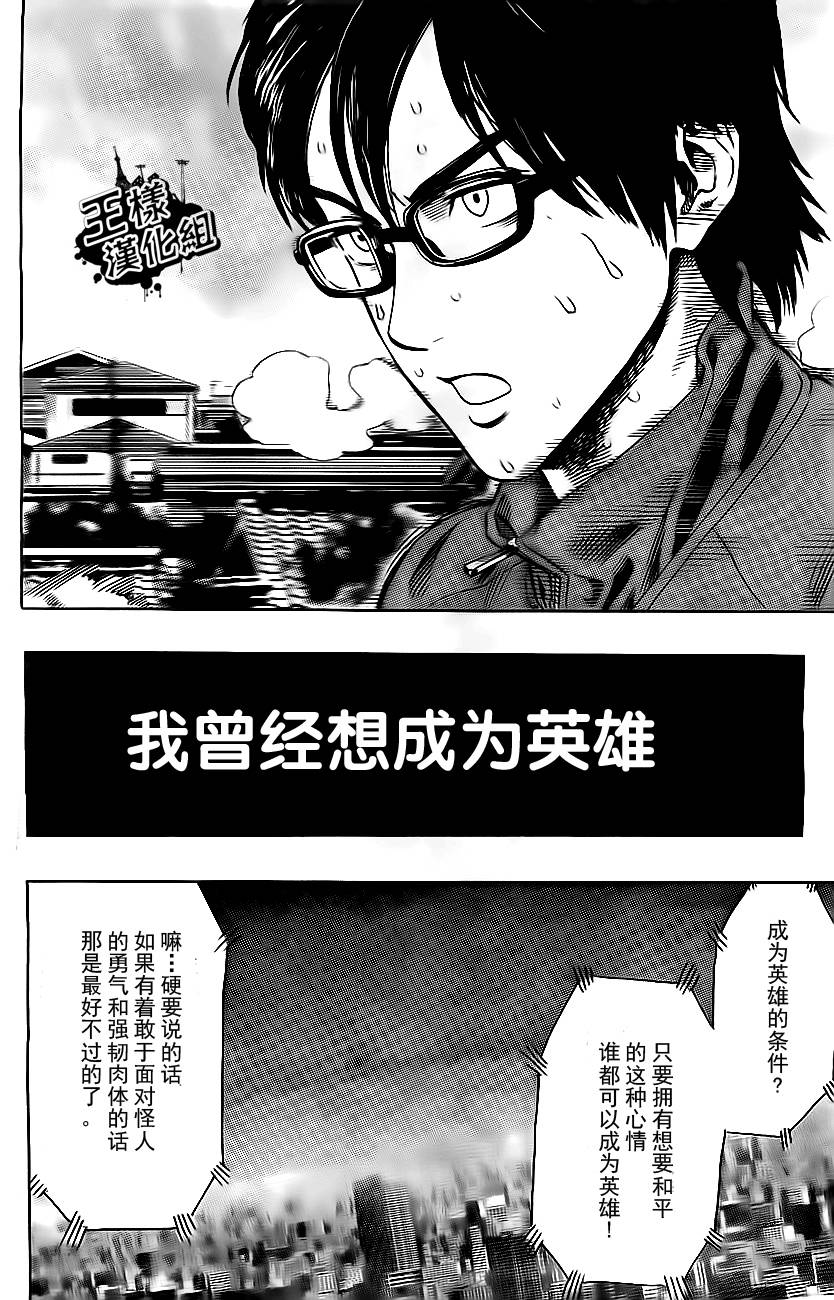 王樣
漢化組
我曾经想成为英雄
成为英雄的条件？
只要拥有想要和平
的这种心情
谁都可以成为英雄！
嘛…硬要说的话
如果有着敢于面对怪人
的勇气和强韧肉体的话
那是最好不过的了。